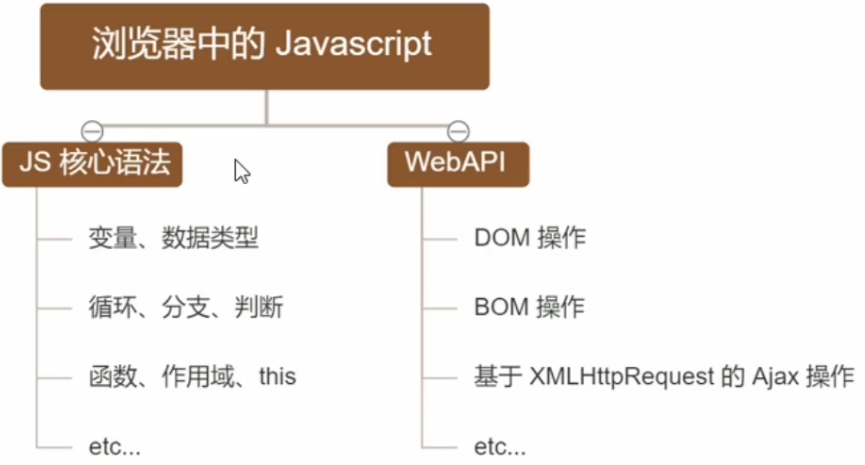 浏览器中的 Javascript
JS 核心语法
变量、数据类型
循环、分支、判断
函数、作用域、this
etc...
WebAPI
DOM 操作
BOM 操作
基于 XMLHttpRequest 的 Ajax 操作
etc...